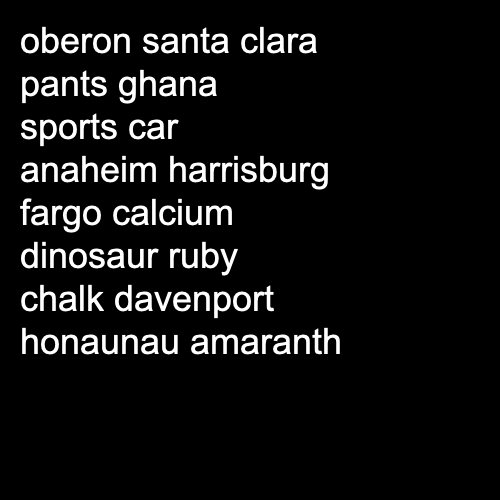 oberon santa clara
pants ghana
sports car
anaheim harrisburg
fargo calcium
dinosaur ruby
chalk davenport
honaunau amaranth